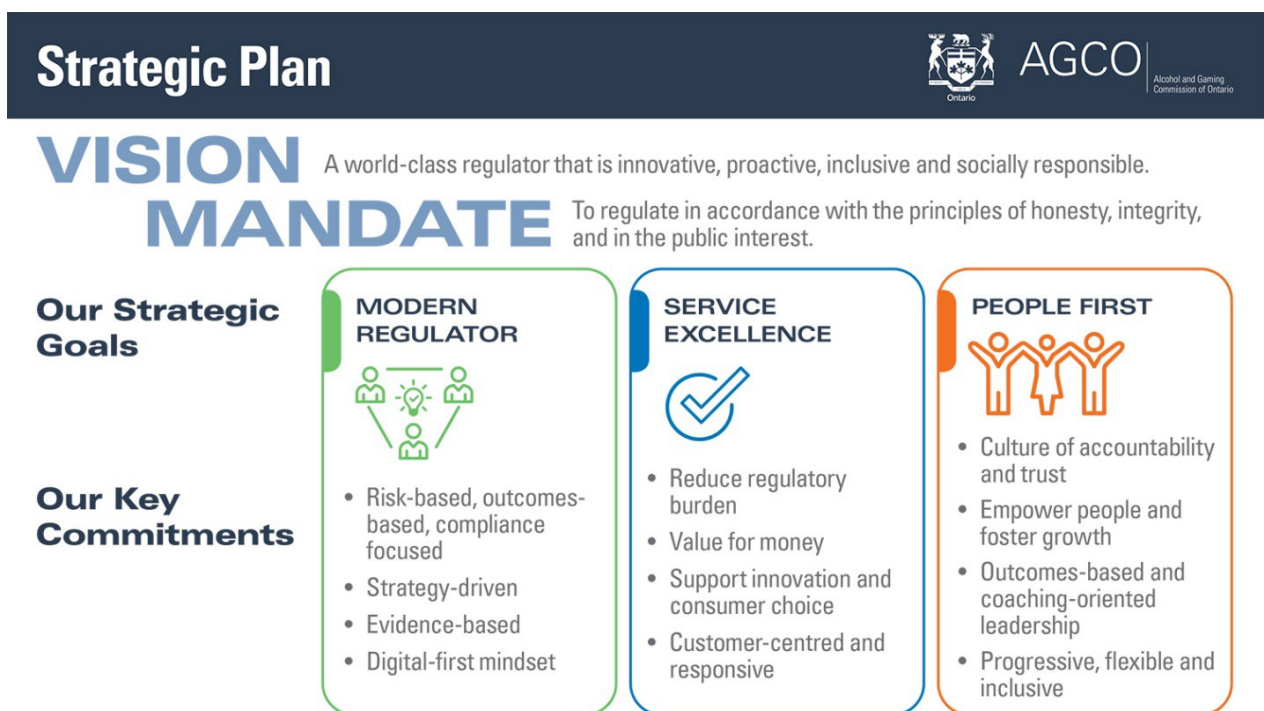 Strategic Plan
Ontario
AGCO
Alcohol and Gaming
Commission of Ontario
VISION
A world-class regulator that is innovative, proactive, inclusive and socially responsible.
MANDATE
To regulate in accordance with the principles of honesty, integrity,
and in the public interest.
Our Strategic
Goals
MODERN
REGULATOR
SERVICE
EXCELLENCE
PEOPLE FIRST
Our Key
Commitments
• Risk-based, outcomes-
based, compliance
focused
• Strategy-driven
• Evidence-based
• Digital-first mindset
• Reduce regulatory
burden
• Value for money
• Support innovation and
consumer choice
• Customer-centred and
responsive
• Culture of accountability
and trust
• Empower people and
foster growth
• Outcomes-based and
coaching-oriented
leadership
• Progressive, flexible and
inclusive